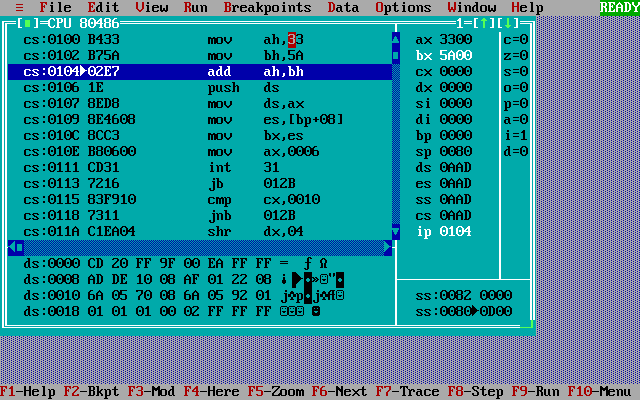 ≡ File Edit View Run Breakpoints Data Options Window Help READY
[■]=CPU 80486 1=[↑][↓]
cs:0100 B433 mov ah,33 ax 3300 c=0
cs:0102 B75A mov bh,5A bx 5A00 z=0
cs:0104►02E7 add ah,bh cx 0000 s=0
cs:0106 1E push ds dx 0000 o=0
cs:0107 8ED8 mov ds,ax si 0000 p=0
cs:0109 8E4608 mov es,[bp+08] di 0000 a=0
cs:010C 8CC3 mov bx,es bp 0000 i=1
cs:010E B80600 mov ax,0006 sp 0080 d=0
cs:0111 CD31 int 31 ds 0AAD
cs:0113 7216 jb 012B es 0AAD
cs:0115 83F910 cmp cx,0010 ss 0AAD
cs:0118 7311 jnb 012B cs 0AAD
cs:011A C1EA04 shr dx,04 ip 0104
ds:0000 CD 20 FF 9F 00 EA FF FF = ƒ Ω
ds:0008 AD DE 10 08 AF 01 22 08
ds:0010 6A 05 70 08 6A 05 92 01 ss:0082 0000
ds:0018 01 01 01 00 02 FF FF FF ss:0080►0D00
F1-Help F2-Bkpt F3-Mod F4-Here F5-Zoom F6-Next F7-Trace F8-Step F9-Run F10-Menu